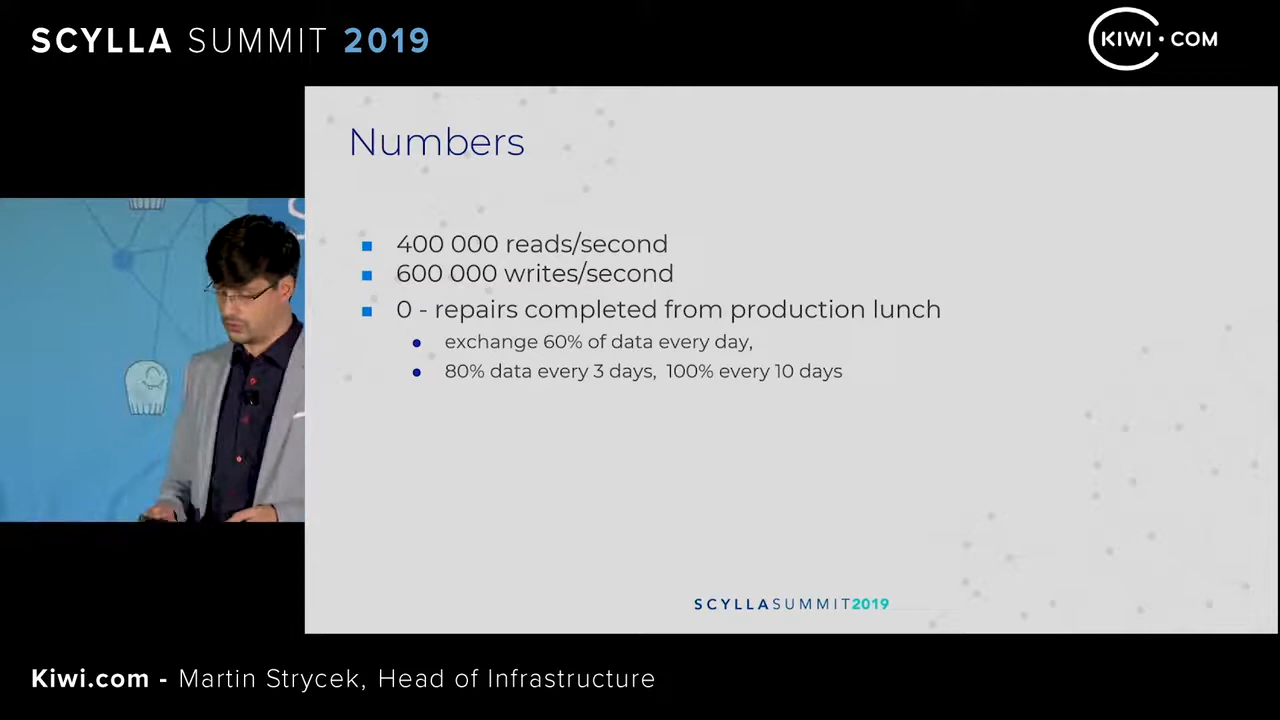 SCYLLA SUMMIT 2019
KIWI.COM
Numbers
400 000 reads/second
600 000 writes/second
0 - repairs completed from production lunch
exchange 60% of data every day,
80% data every 3 days, 100% every 10 days
SCYLLASUMMIT2019
Kiwi.com - Martin Strycek, Head of Infrastructure